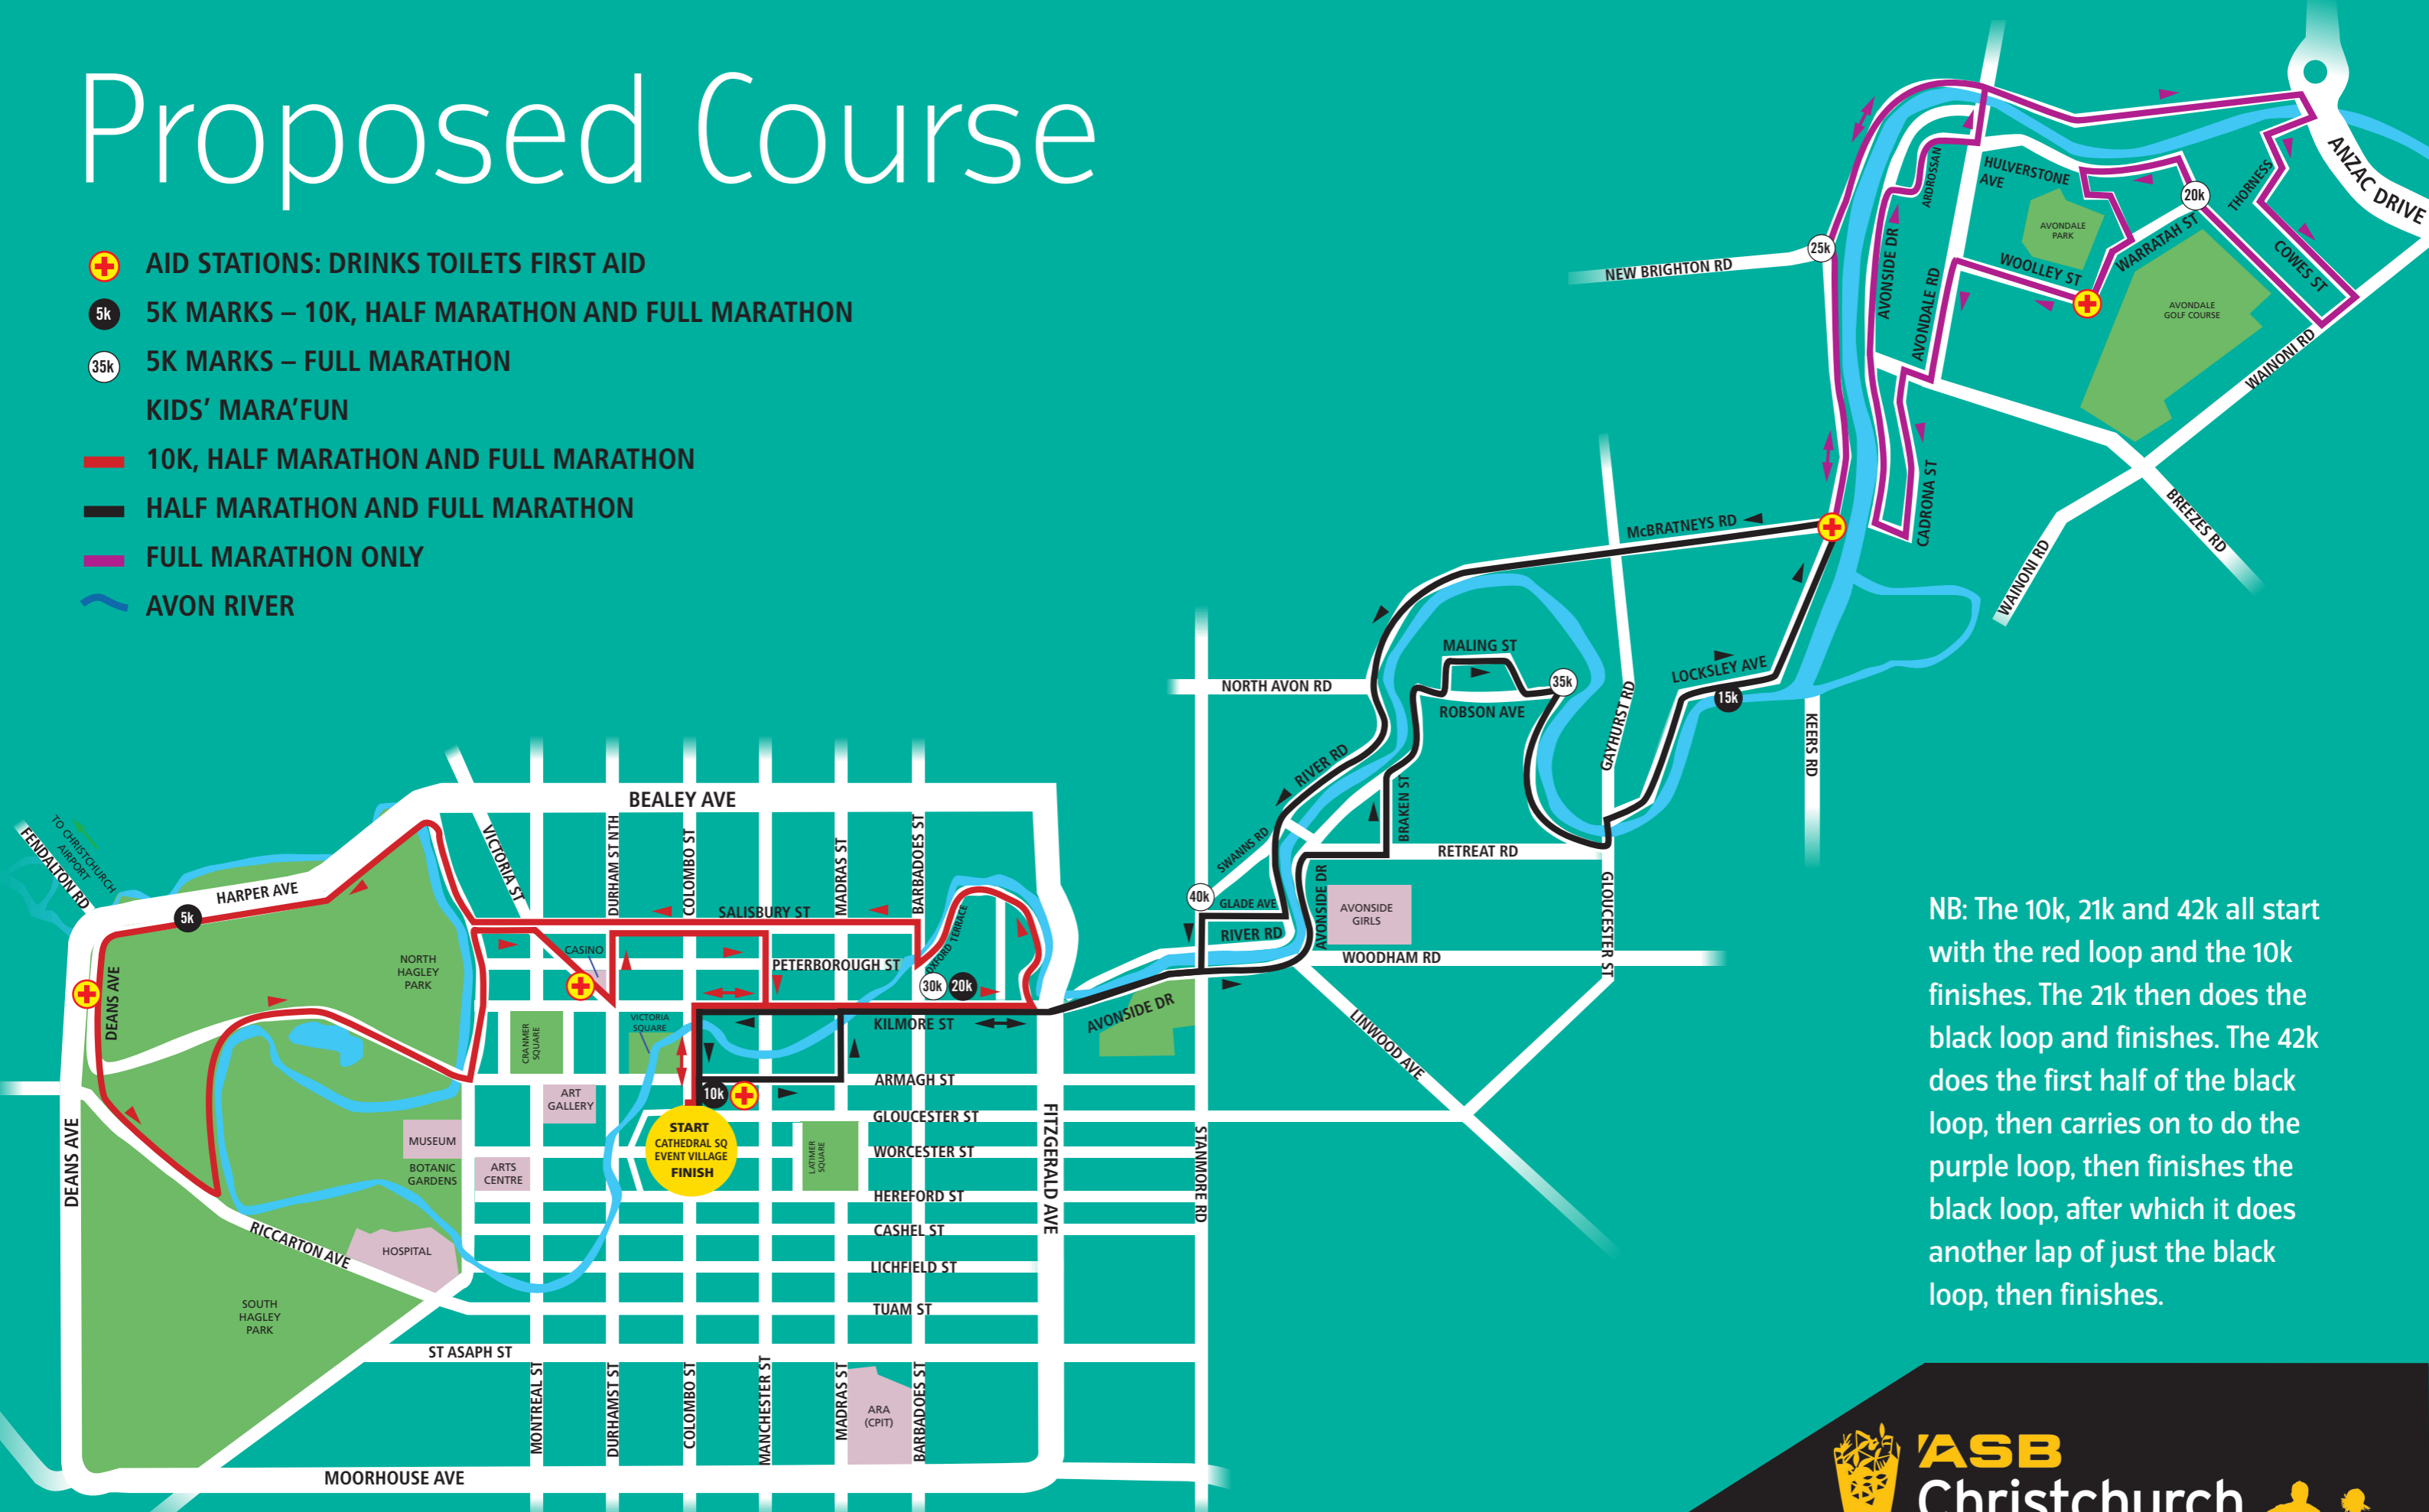 Proposed Course
AID STATIONS: DRINKS TOILETS FIRST AID
5k
5K MARKS – 10K, HALF MARATHON AND FULL MARATHON
35k
5K MARKS – FULL MARATHON
KIDS’ MARA’FUN
10K, HALF MARATHON AND FULL MARATHON
HALF MARATHON AND FULL MARATHON
FULL MARATHON ONLY
AVON RIVER
ANZAC DRIVE
HULVERSTONE
AVE
ARDROSSAN
THORNESS
20k
AVONDALE
PARK
WARRATAH ST
COWES ST
25k
NEW BRIGHTON RD
AVONSIDE DR
AVONDALE RD
WOOLLEY ST
AVONDALE
GOLF COURSE
WAINONI RD
CADRONA ST
BREEZES RD
WAINONI RD
McBRATNEYS RD
MALING ST
35k
LOCKSLEY AVE
15k
NORTH AVON RD
ROBSON AVE
GAYHURST RD
KEERS RD
RIVER RD
BRAKEN ST
SWANNS RD
RETREAT RD
40k
GLADE AVE
AVONSIDE DR
AVONSIDE
GIRLS
GLOUCESTER ST
RIVER RD
WOODHAM RD
AVONSIDE DR
LINWOOD AVE
STANMORE RD
BEALEY AVE
TO CHRISTCHURCH
AIRPORT
FENDALTON RD
HARPER AVE
5k
VICTORIA ST
DURHAM ST NTH
COLOMBO ST
MADRAS ST
BARBADOES ST
SALISBURY ST
OXFORD TERRACE
CASINO
PETERBOROUGH ST
30k
20k
NORTH
HAGLEY
PARK
DEANS AVE
VICTORIA
SQUARE
KILMORE ST
CRANMER
SQUARE
ARMAGH ST
ART
GALLERY
10k
GLOUCESTER ST
START
CATHEDRAL SQ
EVENT VILLAGE
FINISH
LATIMER
SQUARE
WORCESTER ST
MUSEUM
BOTANIC
GARDENS
ARTS
CENTRE
HEREFORD ST
FITZGERALD AVE
DEANS AVE
CASHEL ST
RICCARTON AVE
HOSPITAL
LICHFIELD ST
SOUTH
HAGLEY
PARK
TUAM ST
ST ASAPH ST
MONTREAL ST
DURHAMST ST
COLOMBO ST
MANCHESTER ST
MADRAS ST
ARA
(CPIT)
BARBADOES ST
MOORHOUSE AVE
NB: The 10k, 21k and 42k all start
with the red loop and the 10k
finishes. The 21k then does the
black loop and finishes. The 42k
does the first half of the black
loop, then carries on to do the
purple loop, then finishes the
black loop, after which it does
another lap of just the black
loop, then finishes.
ASB
Christchurch